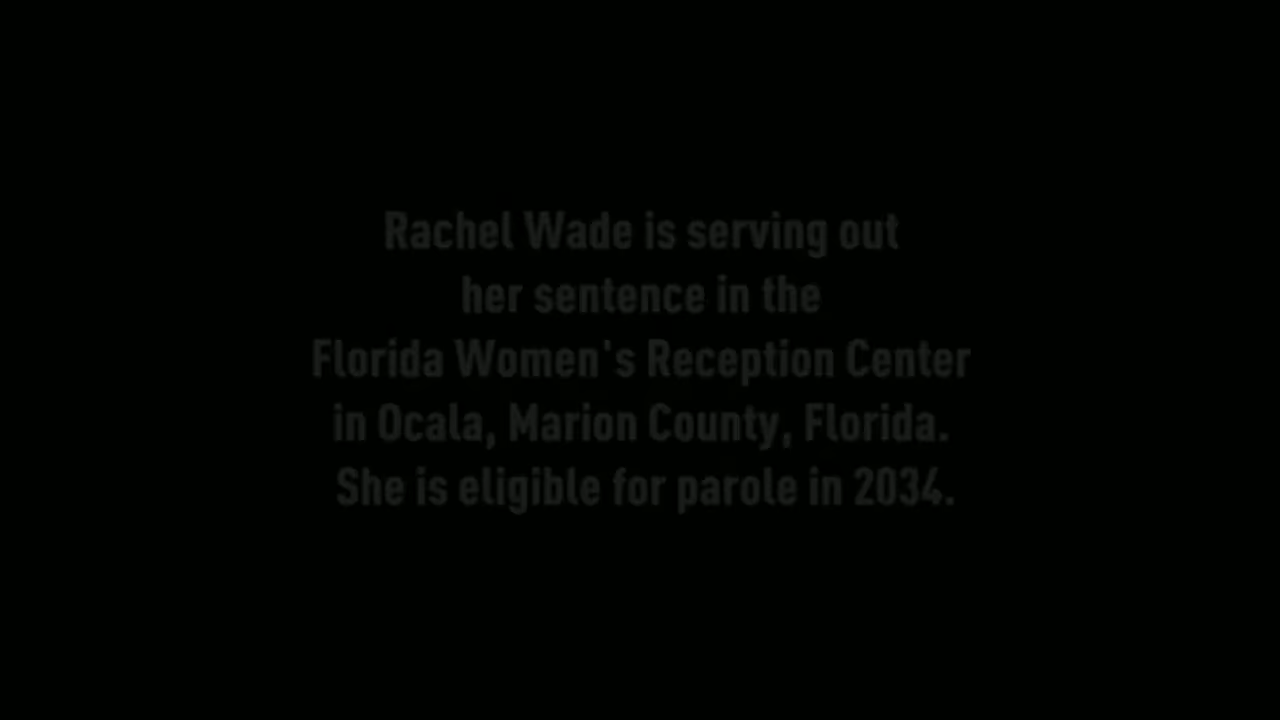 Rachel Wade is serving out
her sentence in the
Florida Women's Reception Center
in Ocala, Marion County, Florida.
She is eligible for parole in 2034.